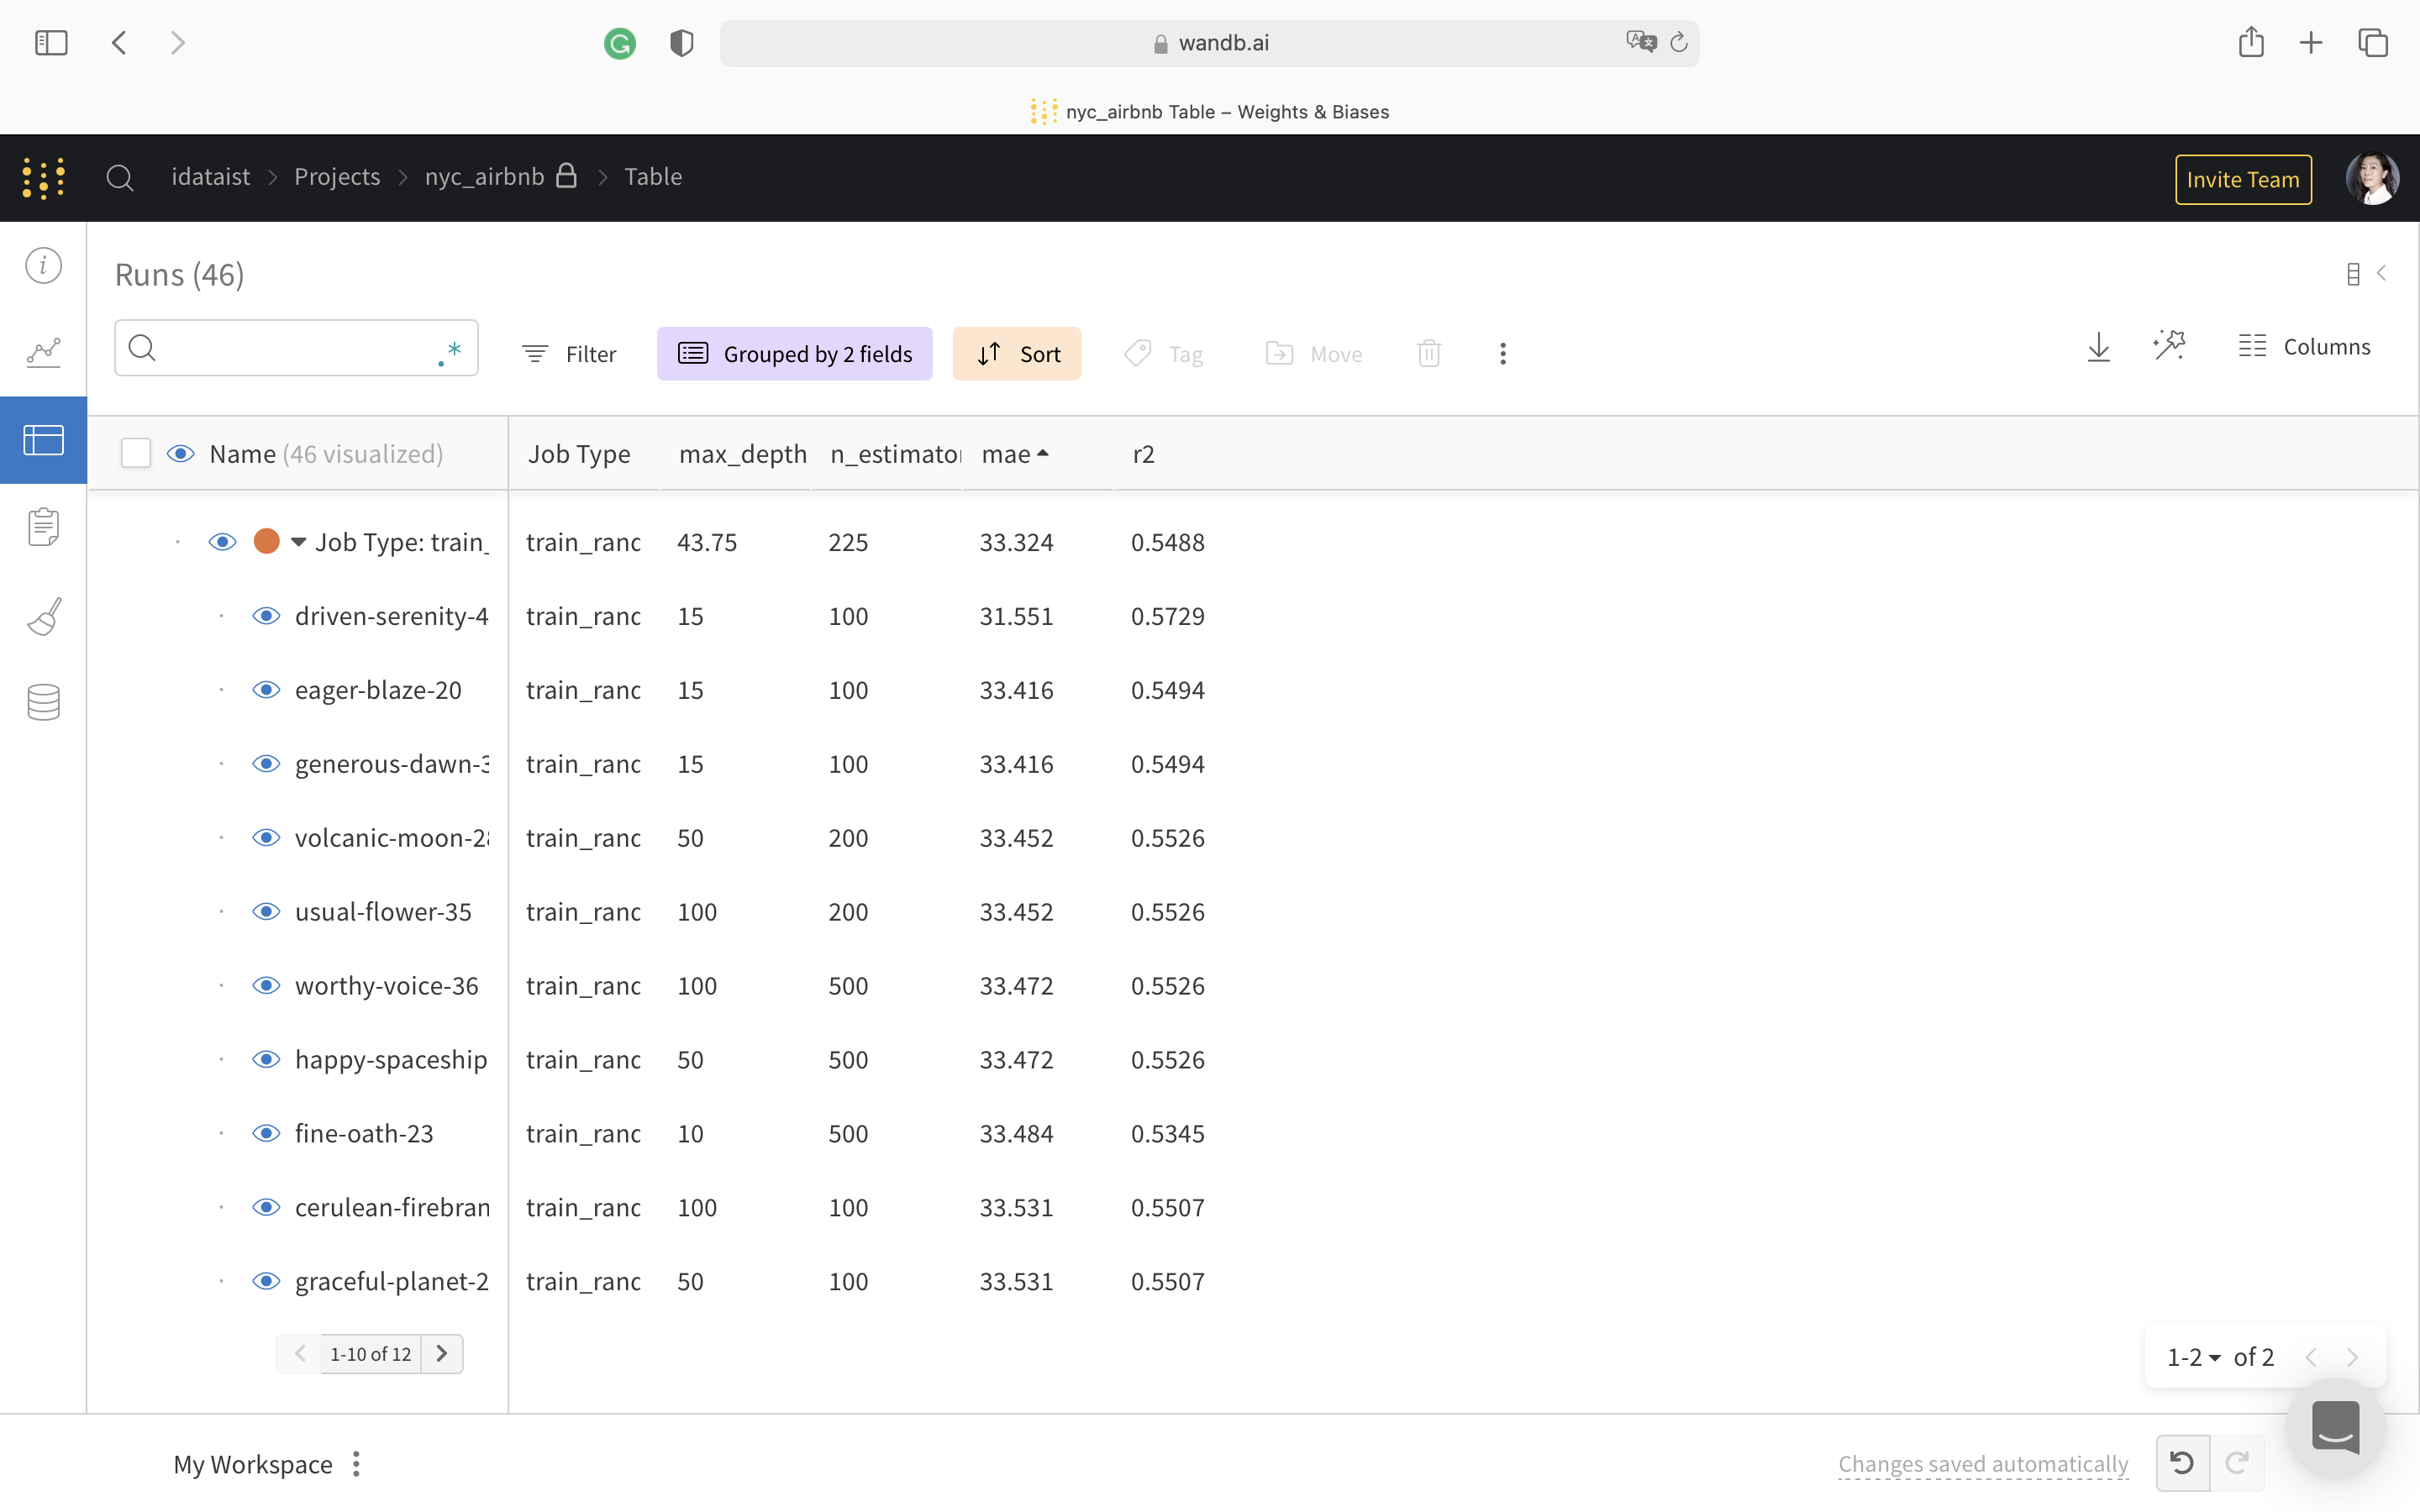 wandb.ai
nyc_airbnb Table – Weights & Biases
idataist > Projects > nyc_airbnb > Table
Invite Team
Runs (46)
.* Filter Grouped by 2 fields Sort Tag Move Columns
Name (46 visualized) Job Type max_depth n_estimator mae r2
Job Type: train_ train_ranc 43.75 225 33.324 0.5488
driven-serenity-4 train_ranc 15 100 31.551 0.5729
eager-blaze-20 train_ranc 15 100 33.416 0.5494
generous-dawn-3 train_ranc 15 100 33.416 0.5494
volcanic-moon-28 train_ranc 50 200 33.452 0.5526
usual-flower-35 train_ranc 100 200 33.452 0.5526
worthy-voice-36 train_ranc 100 500 33.472 0.5526
happy-spaceship train_ranc 50 500 33.472 0.5526
fine-oath-23 train_ranc 10 500 33.484 0.5345
cerulean-firebran train_ranc 100 100 33.531 0.5507
graceful-planet-2 train_ranc 50 100 33.531 0.5507
1-10 of 12
1-2 of 2
My Workspace
Changes saved automatically